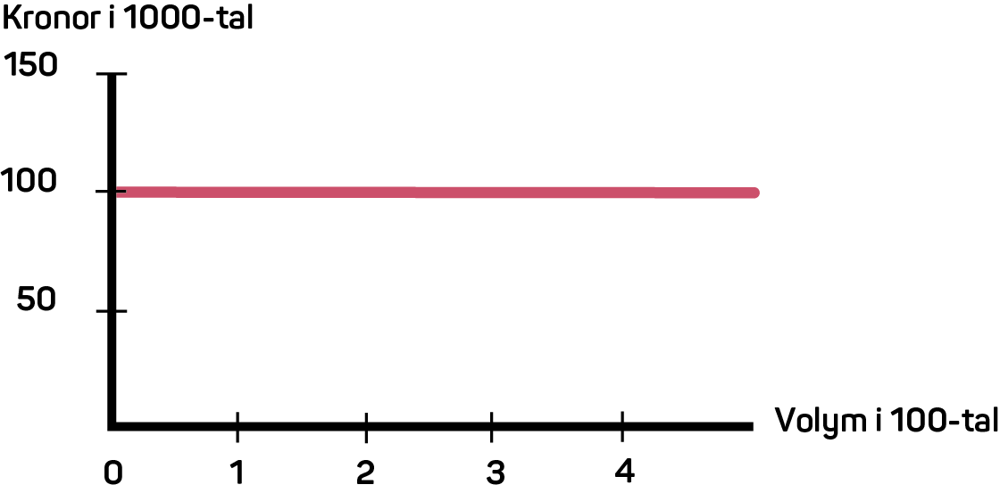 Kronor i 1000-tal
150
100
50
Volym i 100-tal
0 1 2 3 4